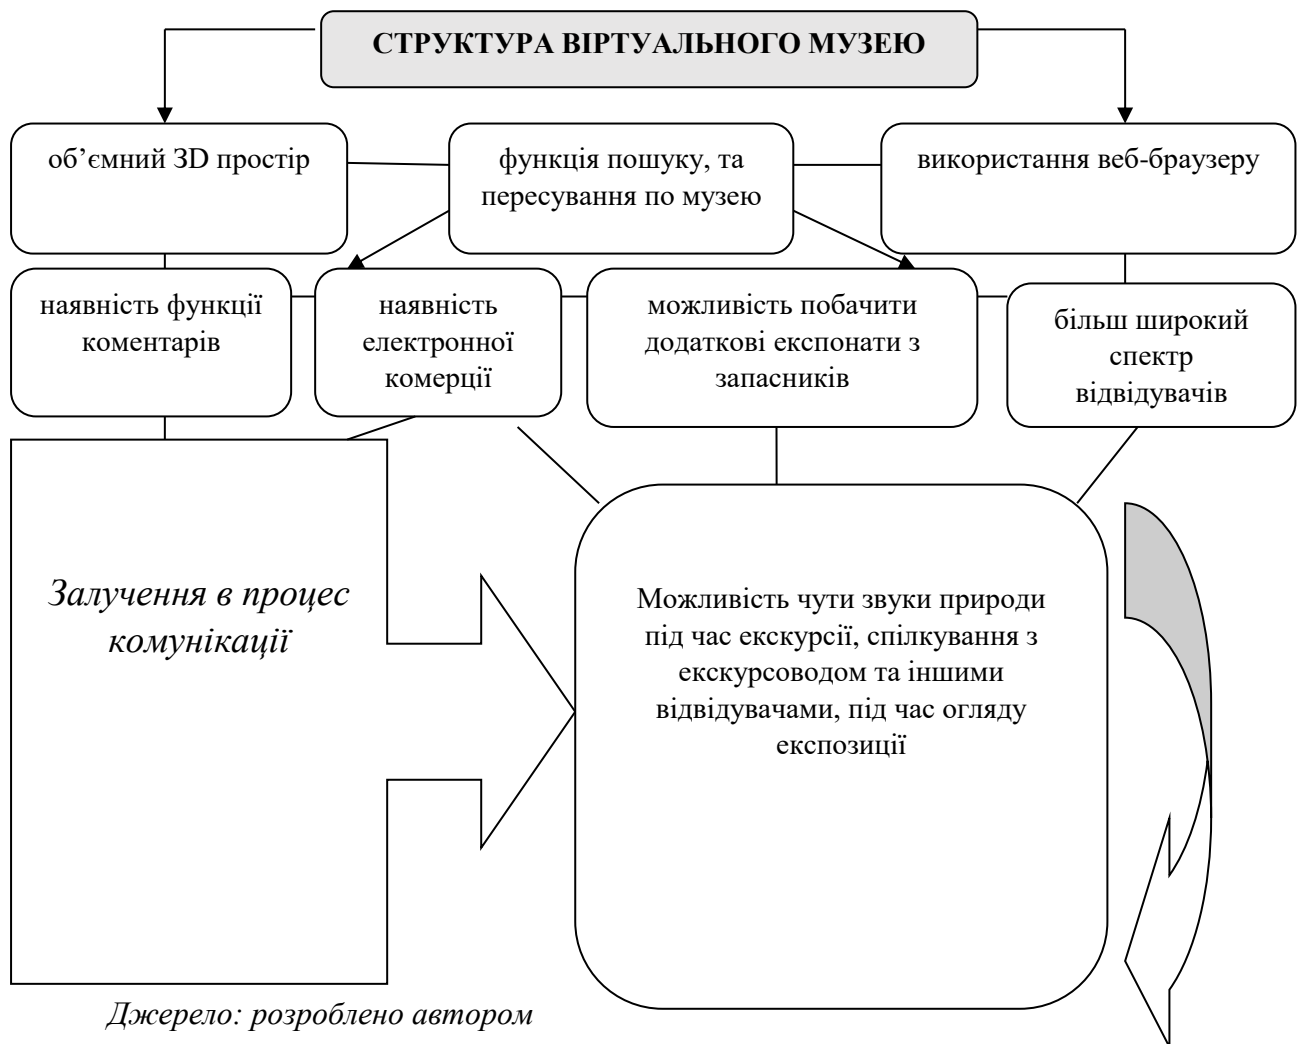 СТРУКТУРА ВІРТУАЛЬНОГО МУЗЕЮ
об’ємний 3D простір
функція пошуку, та
пересування по музею
використання веб-браузеру
наявність функції
коментарів
наявність
електронної
комерції
можливість побачити
додаткові експонати з
запасників
більш широкий
спектр
відвідувачів
Залучення в процес
комунікації
Можливість чути звуки природи
під час екскурсії, спілкування з
екскурсоводом та іншими
відвідувачами, під час огляду
експозиції
Джерело: розроблено автором